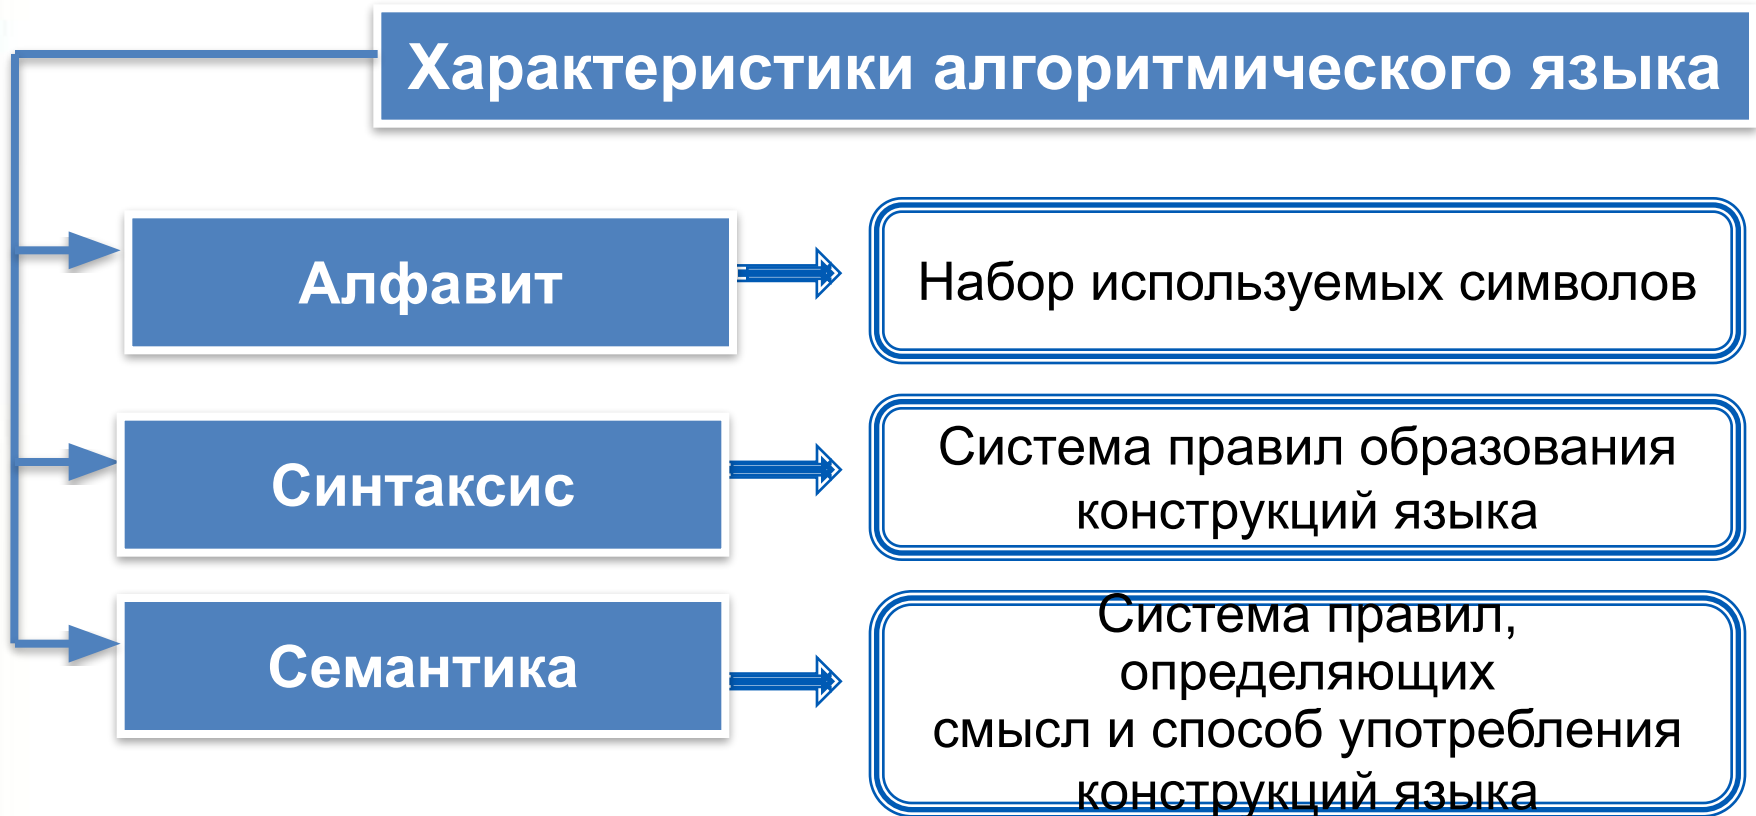 Характеристики алгоритмического языка
Алфавит
Набор используемых символов
Синтаксис
Система правил образования
конструкций языка
Семантика
Система правил,
определяющих
смысл и способ употребления
конструкций языка